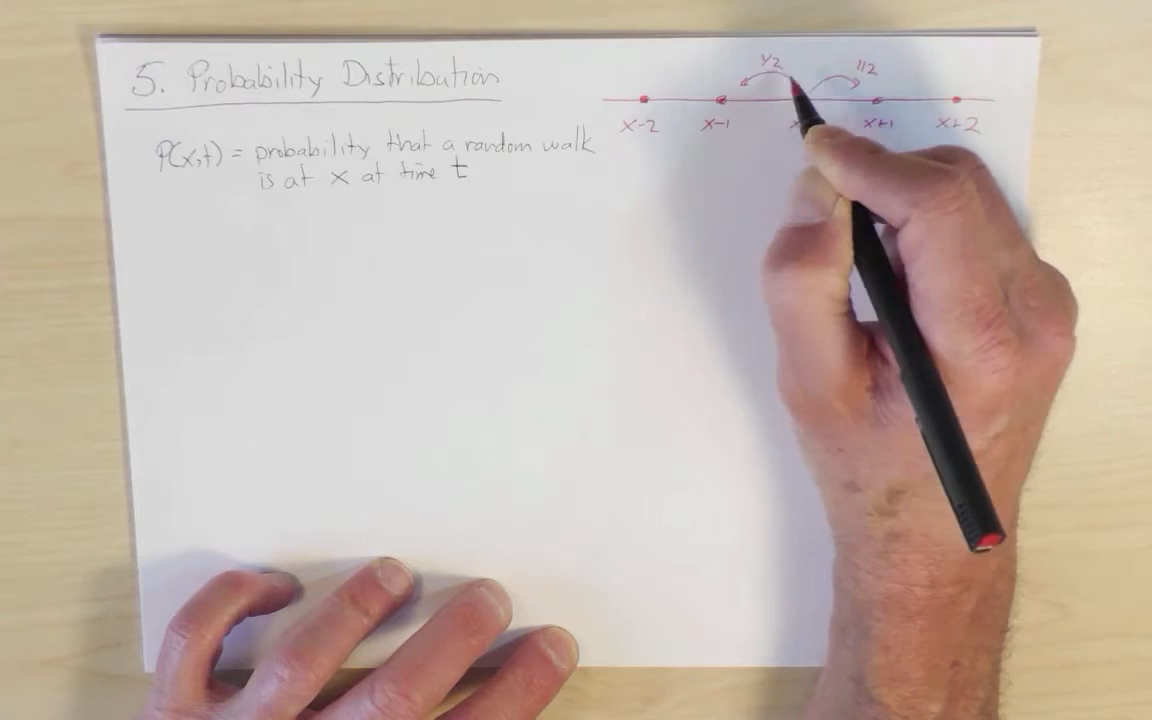 5. Probability Distribution
P(x,t) = probability that a random walk
is at x at time t
1/2 1/2
x-2 x-1 x x+1 x+2